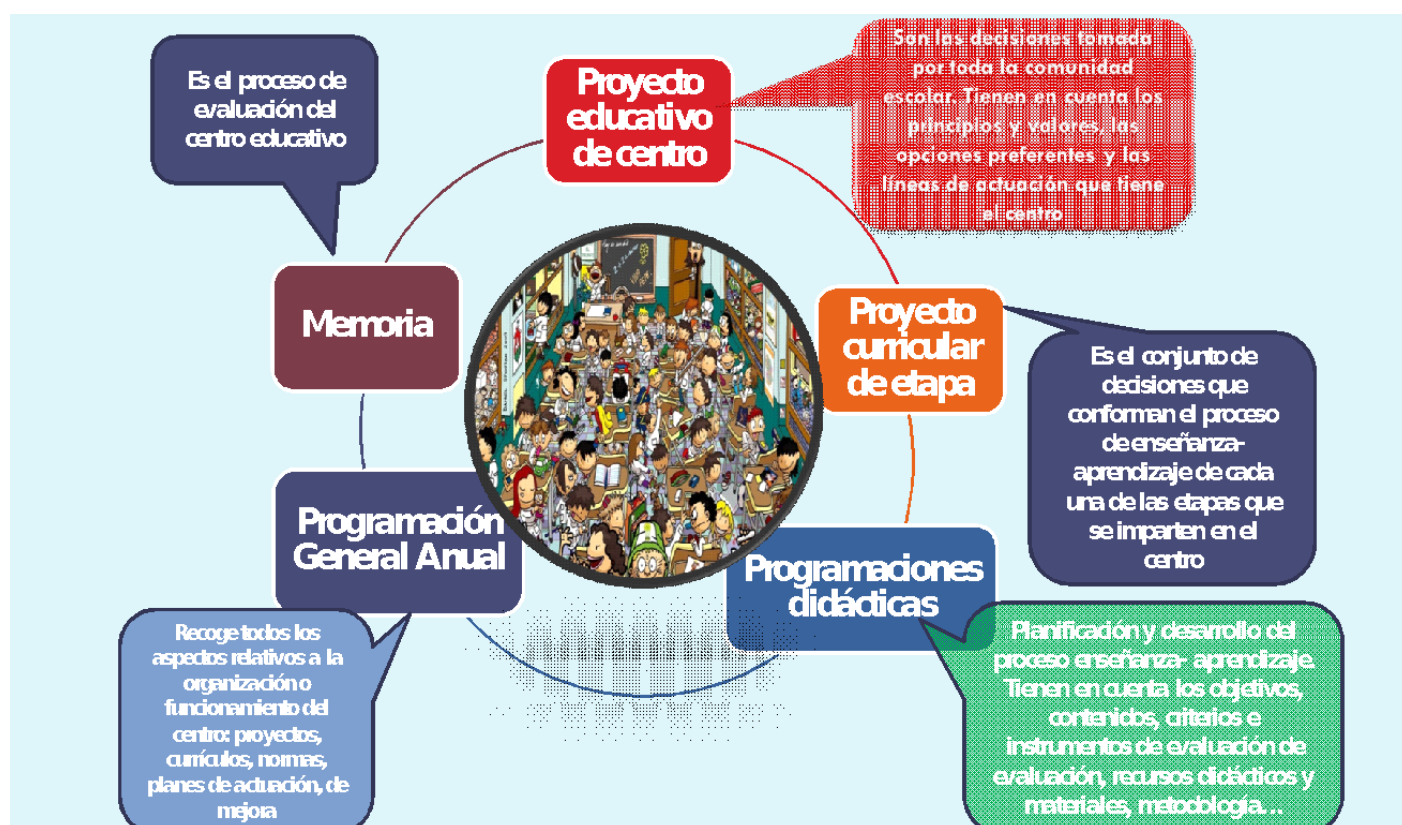 Es el proceso de
evaluación del
centro educativo
Proyecto
educativo
de centro
Son las decisiones tomada
por toda la comunidad
escolar. Tienen en cuenta los
principios y valores, las
opciones preferentes y las
líneas de actuación que tiene
el centro
Memoria
Proyecto
curricular
de etapa
Es el conjunto de
decisiones que
conforman el proceso
de enseñanza-
aprendizaje de cada
una de las etapas que
se imparten en el
centro
Programación
General Anual
Programaciones
didácticas
Recoge todos los
aspectos relativos a la
organización o
funcionamiento del
centro: proyectos,
currículos, normas,
planes de actuación, de
mejora
Planificación y desarrollo del
proceso enseñanza- aprendizaje.
Tienen en cuenta los objetivos,
contenidos, criterios e
instrumentos de evaluación de
evaluación, recursos didácticos y
materiales, metodología…